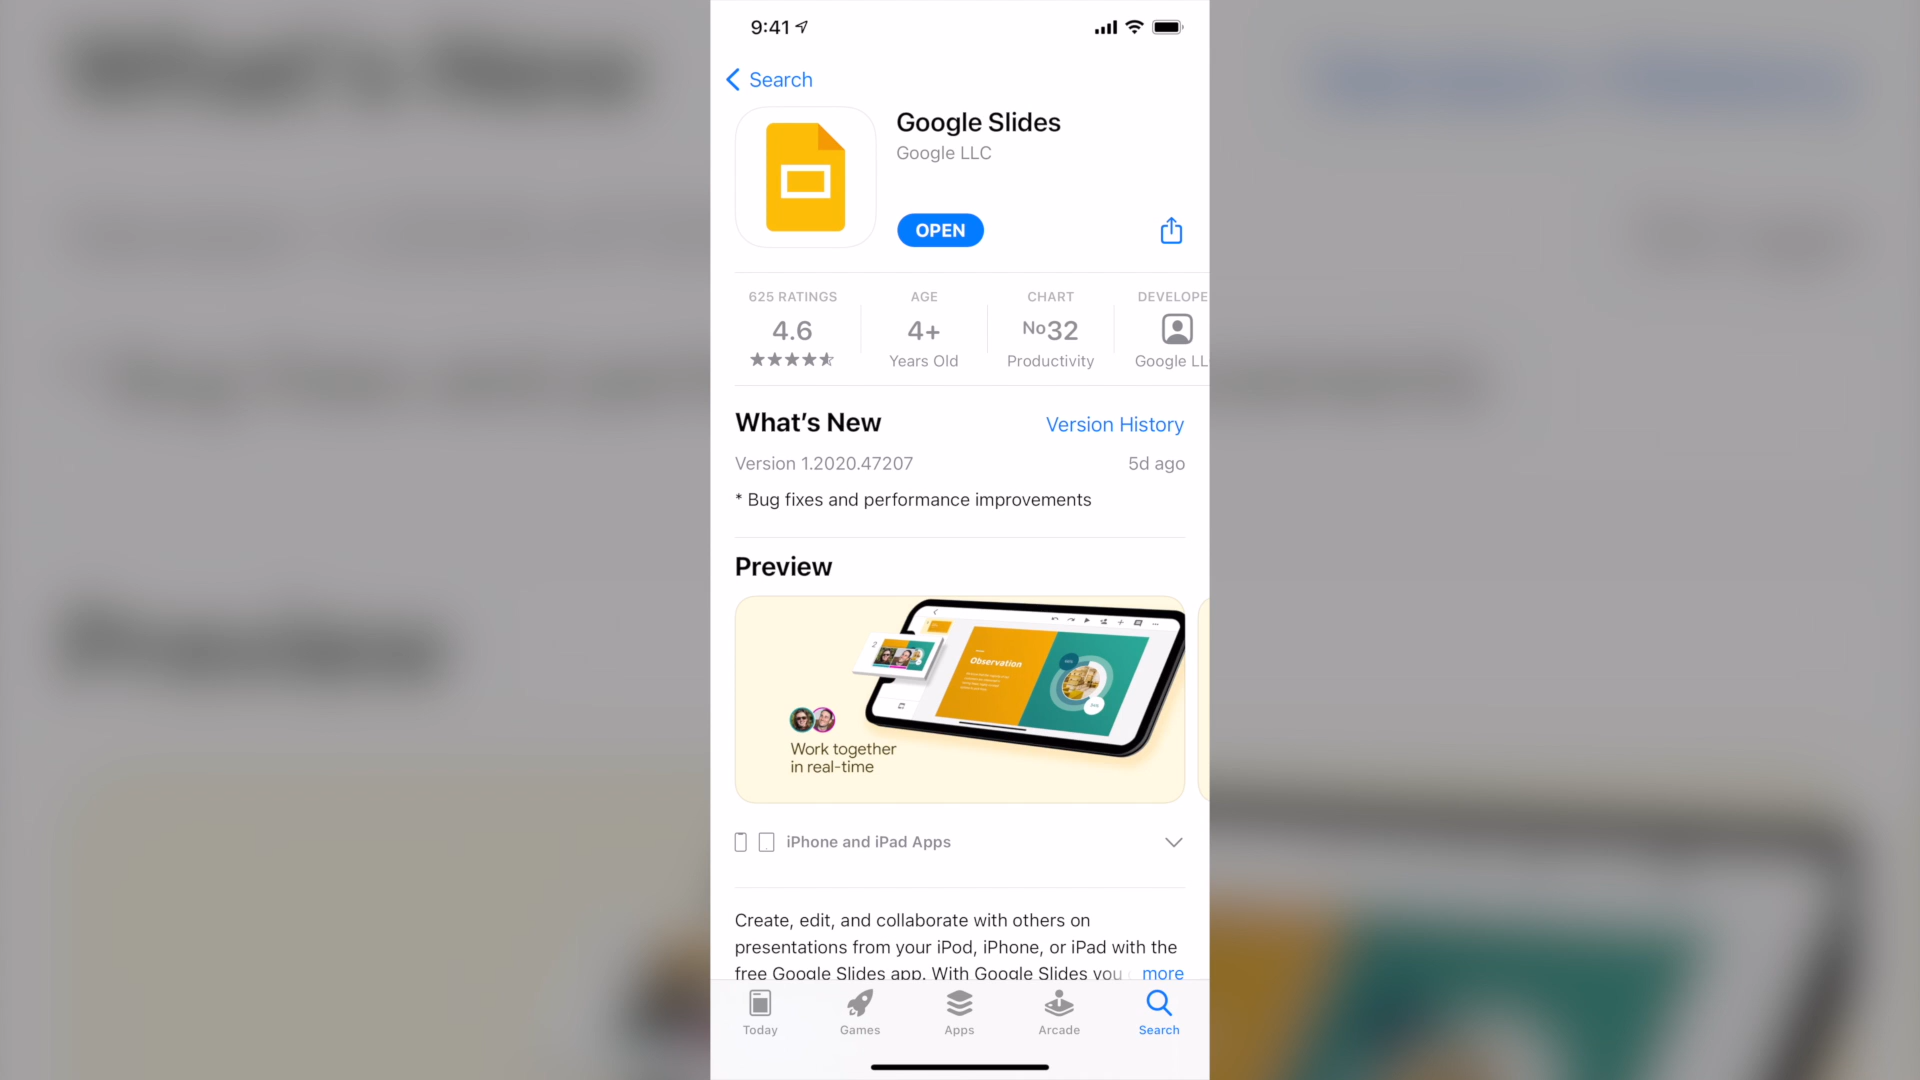 9:41
Search
Google Slides
Google LLC
OPEN
625 RATINGS
4.6
AGE
4+
Years Old
CHART
No32
Productivity
DEVELOPE
Google LL
What's New
Version History
Version 1.2020.47207
5d ago
* Bug fixes and performance improvements
Preview
Observation
Work together
in real-time
iPhone and iPad Apps
Create, edit, and collaborate with others on
presentations from your iPod, iPhone, or iPad with the
free Google Slides app. With Google Slides you
more
Today
Games
Apps
Arcade
Search